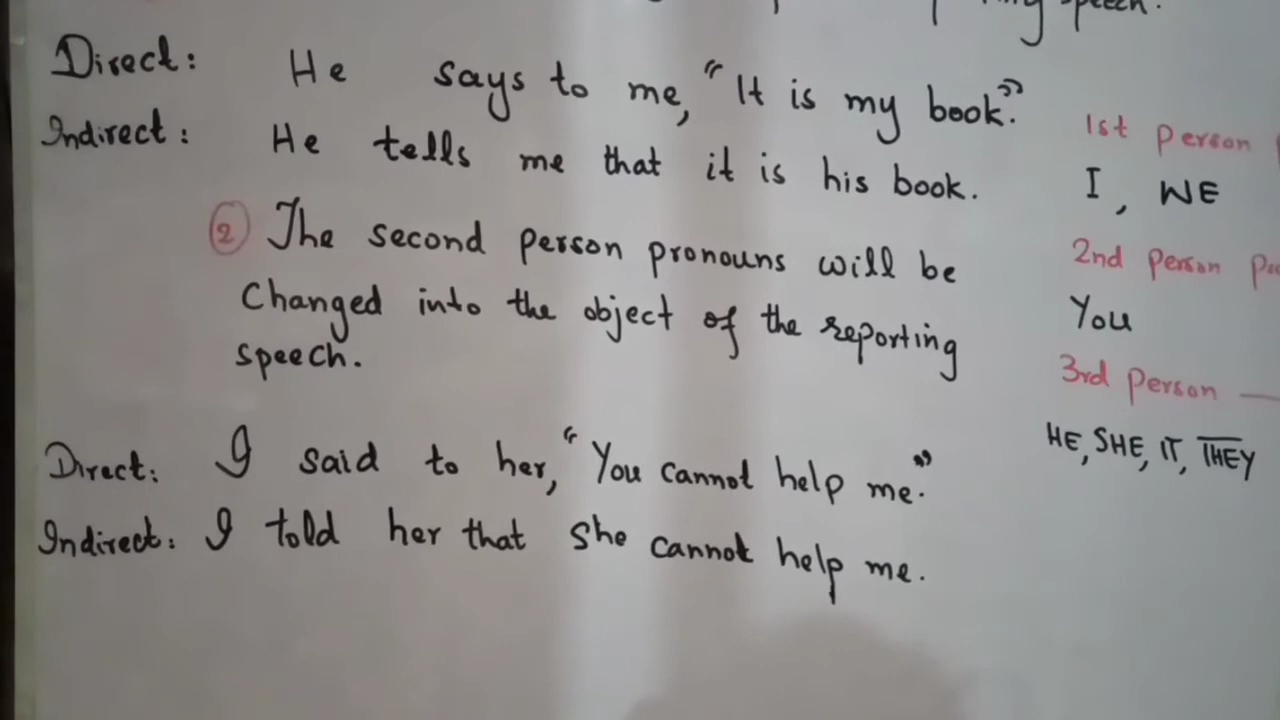 speech.
Direct: He says to me, "It is my book."
Indirect: He tells me that it is his book.
② The second person pronouns will be
Changed into the object of the reporting
speech.
Direct: I said to her, "You cannot help me."
Indirect: I told her that she cannot help me.
1st person
I, WE
2nd person
You
3rd person —
HE, SHE, IT, THEY